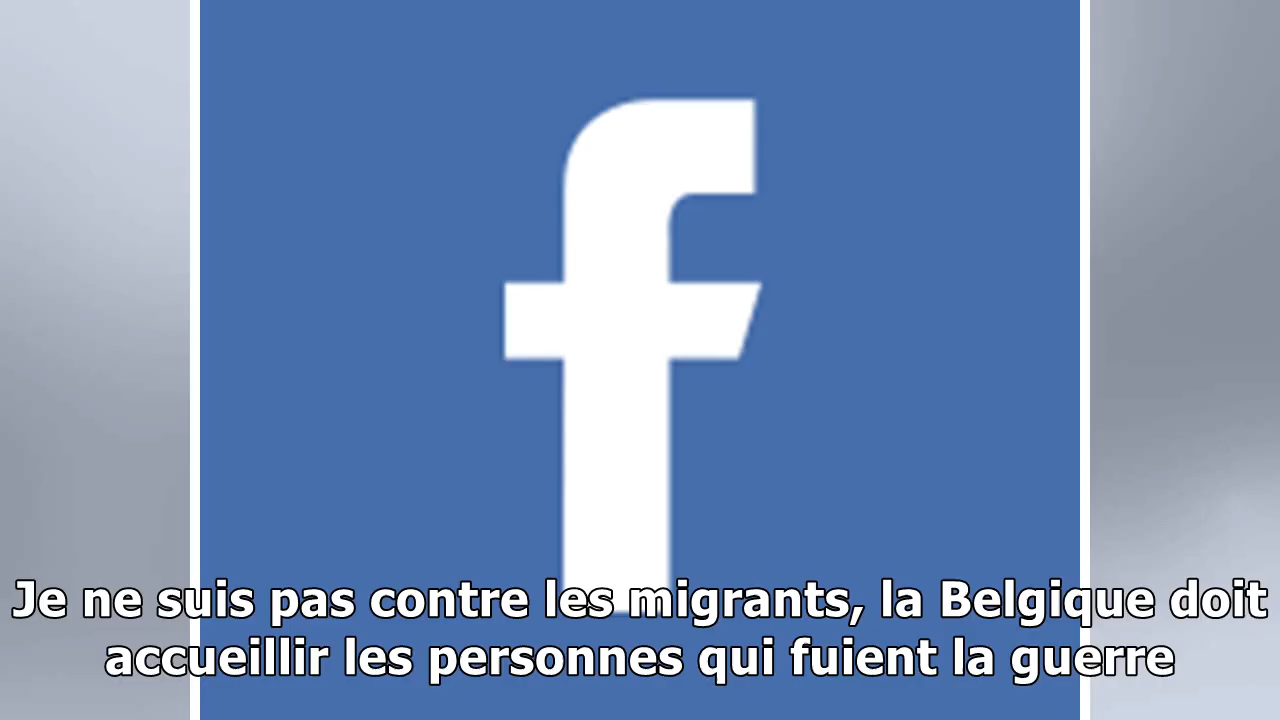 Je ne suis pas contre les migrants, la Belgique doit
accueillir les personnes qui fuient la guerre